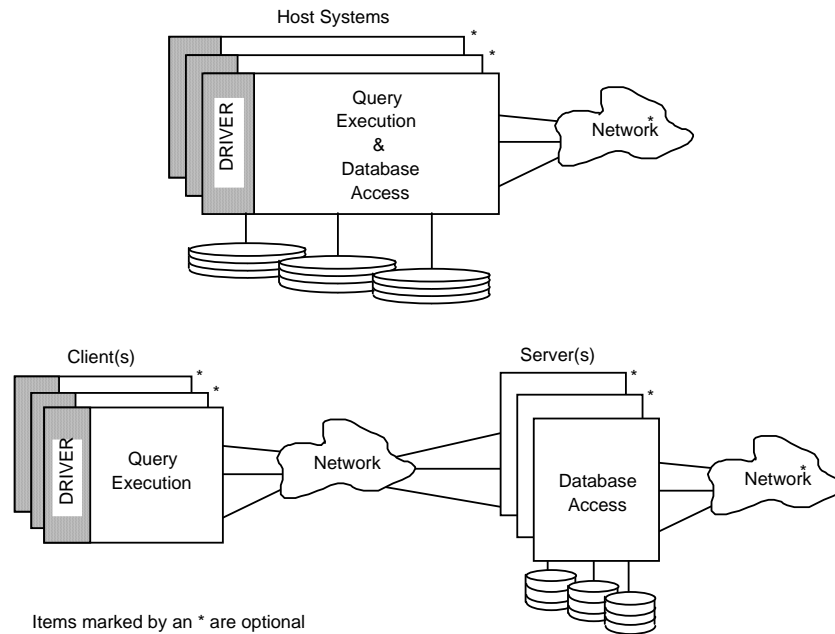 Host Systems
*
*
DRIVER
Query
Execution
&
Database
Access
Network*
Client(s)
*
*
DRIVER
Query
Execution
Network
Server(s)
*
*
Database
Access
Network*
Items marked by an * are optional